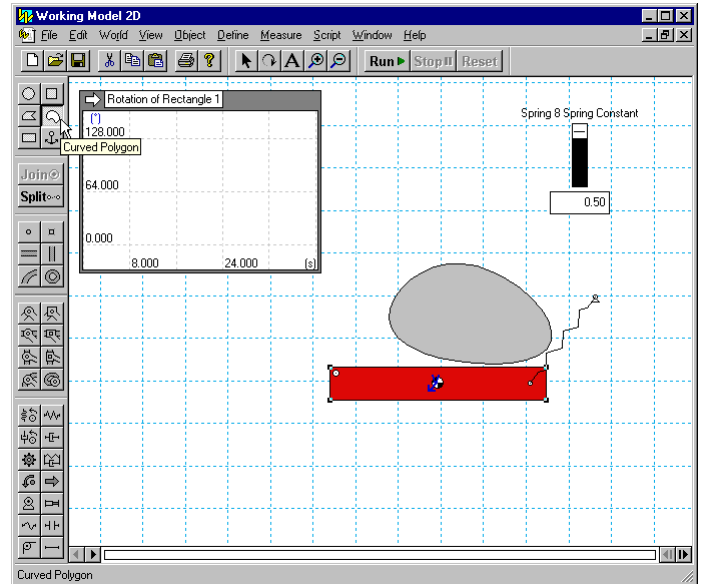 Working Model 2D
File Edit World View Object Define Measure Script Window Help
A Run Stop Reset
Rotation of Rectangle 1
(°)
128.000
64.000
0.000
8.000 24.000 (s)
Curved Polygon
Spring 8 Spring Constant
0.50
Join
Split
Curved Polygon